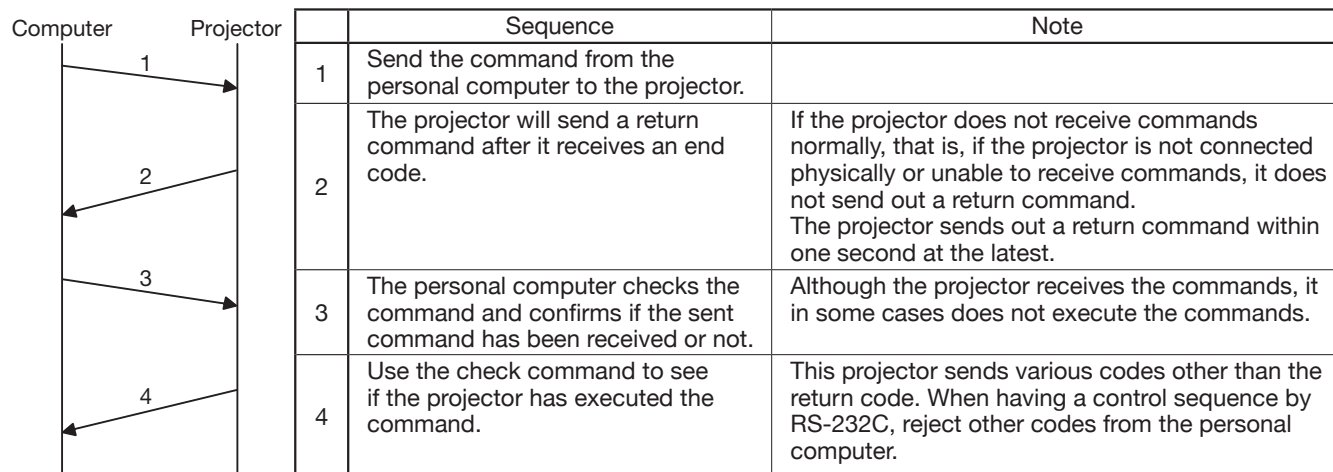 Computer Projector
1
2
3
4
Sequence Note
1
Send the command from the
personal computer to the projector.
2
The projector will send a return
command after it receives an end
code.
If the projector does not receive commands
normally, that is, if the projector is not connected
physically or unable to receive commands, it does
not send out a return command.
The projector sends out a return command within
one second at the latest.
3
The personal computer checks the
command and confirms if the sent
command has been received or not.
Although the projector receives the commands, it
in some cases does not execute the commands.
4
Use the check command to see
if the projector has executed the
command.
This projector sends various codes other than the
return code. When having a control sequence by
RS-232C, reject other codes from the personal
computer.